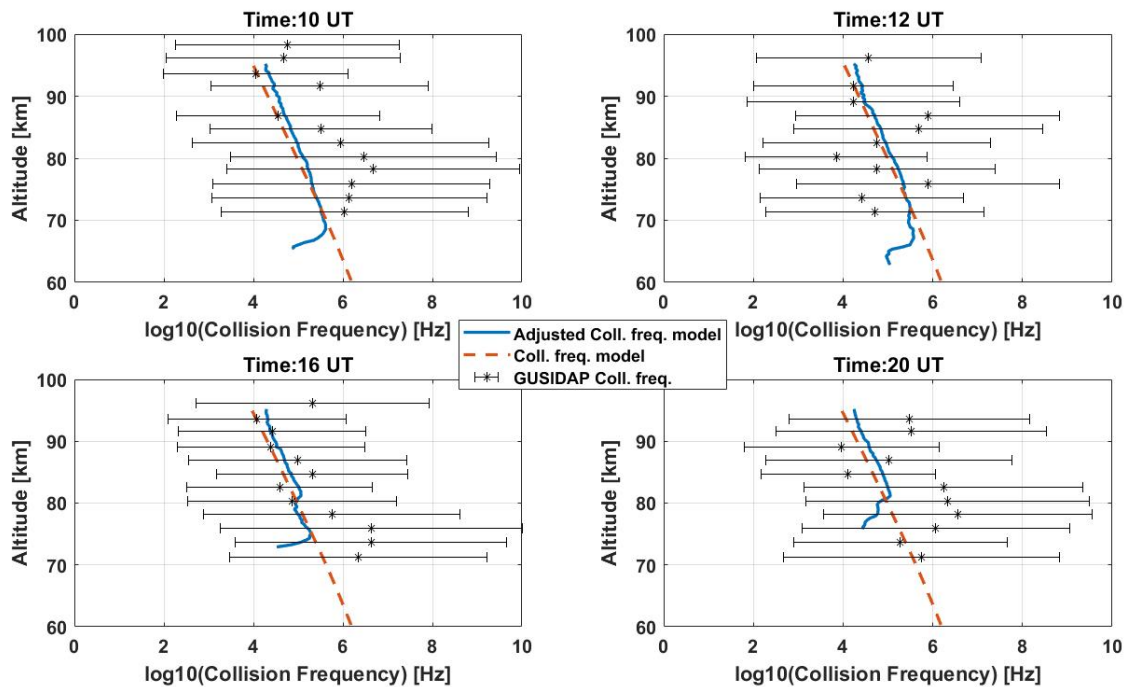 Time:10 UT
Time:12 UT
100
90
80
70
60
Altitude [km]
0 2 4 6 8 10
log10(Collision Frequency) [Hz]
100
90
80
70
60
Altitude [km]
0 2 4 6 8 10
log10(Collision Frequency) [Hz]
Adjusted Coll. freq. model
Coll. freq. model
GUSIDAP Coll. freq.
Time:16 UT
Time:20 UT
100
90
80
70
60
Altitude [km]
0 2 4 6 8 10
log10(Collision Frequency) [Hz]
100
90
80
70
60
Altitude [km]
0 2 4 6 8 10
log10(Collision Frequency) [Hz]